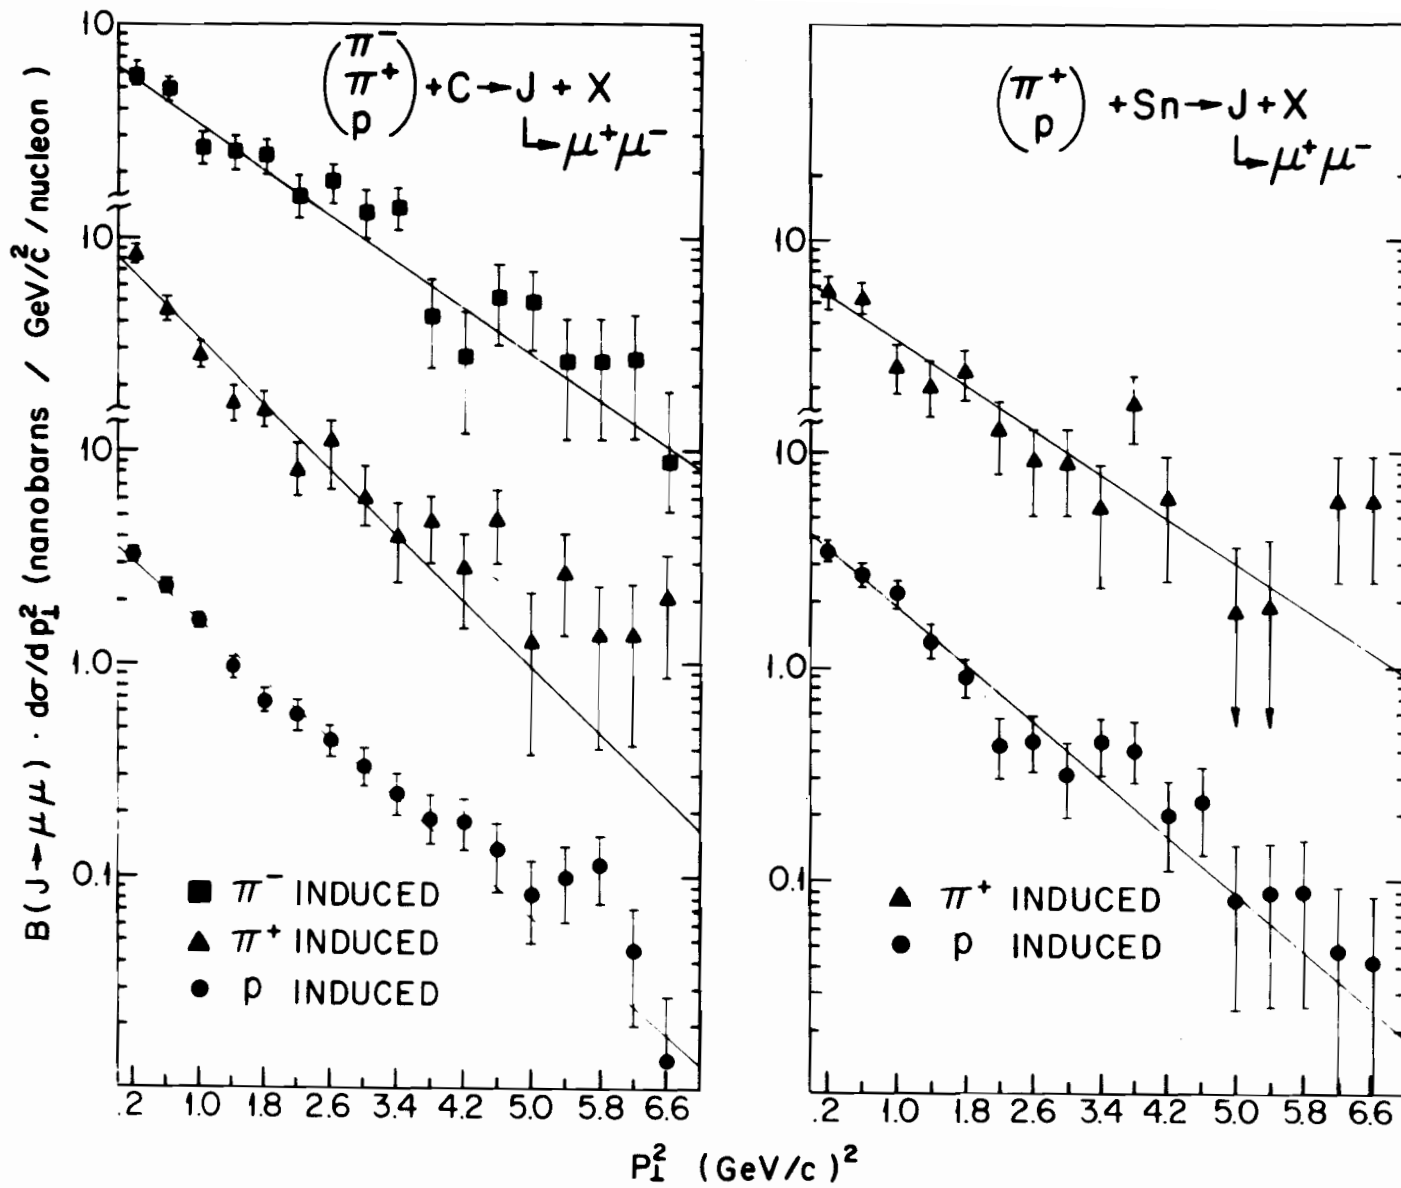 B(J→μμ) · dσ/dp⊥² (nanobarns / GeV/c² /nucleon)
10
10
10
1.0
0.1
(π⁻ π⁺ p) + C → J + X
↳ μ⁺μ⁻
■ π⁻ INDUCED
▲ π⁺ INDUCED
● p INDUCED
.2 1.0 1.8 2.6 3.4 4.2 5.0 5.8 6.6
(π⁺ p) + Sn → J + X
↳ μ⁺μ⁻
10
10
1.0
0.1
▲ π⁺ INDUCED
● p INDUCED
.2 1.0 1.8 2.6 3.4 4.2 5.0 5.8 6.6
P⊥² (GeV/c)²